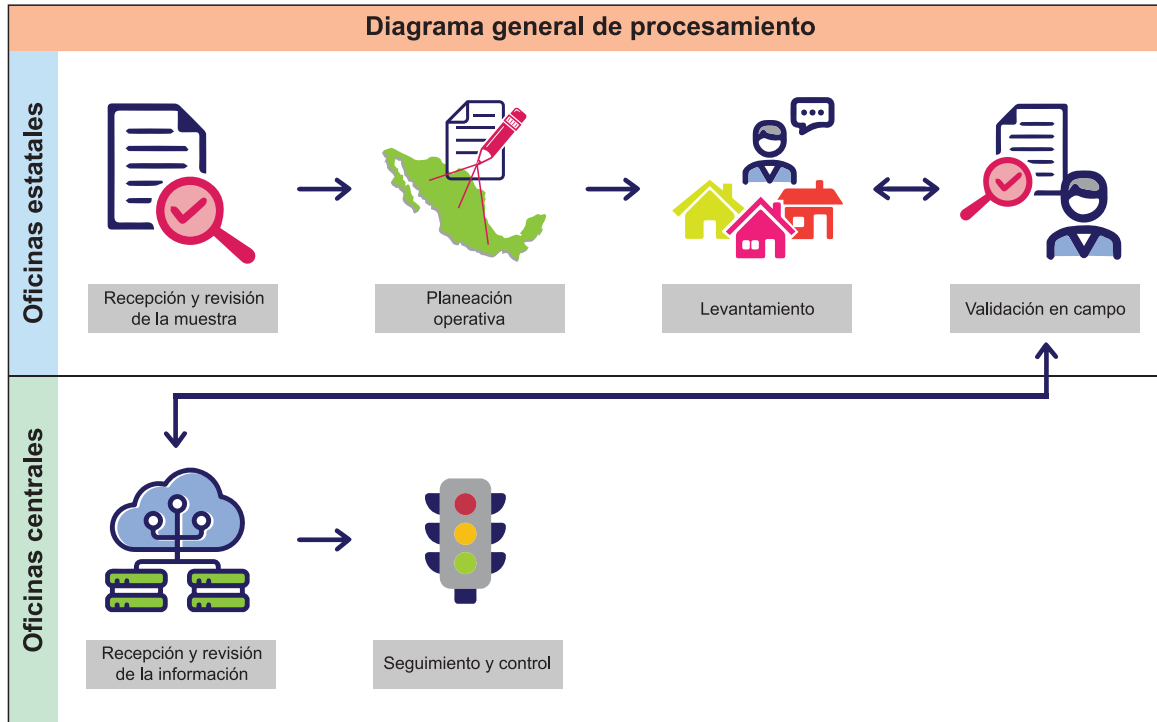 Diagrama general de procesamiento
Oficinas estatales
Recepción y revisión
de la muestra
Planeación
operativa
Levantamiento
Validación en campo
Oficinas centrales
Recepción y revisión
de la información
Seguimiento y control